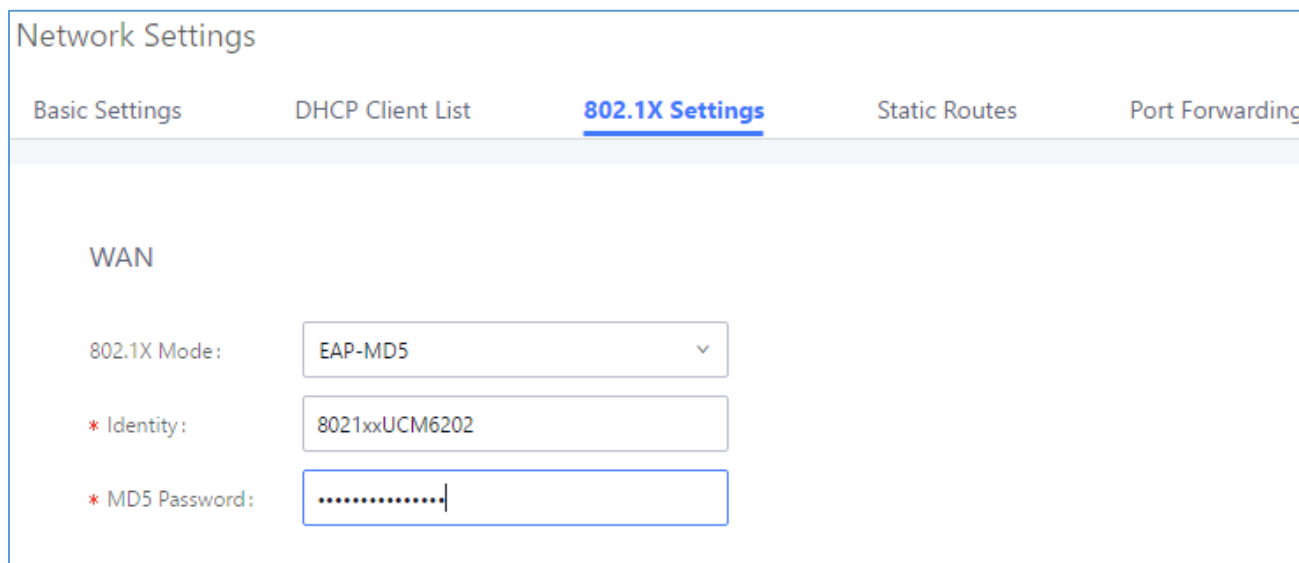 Network Settings
Basic Settings DHCP Client List 802.1X Settings Static Routes Port Forwarding
WAN
802.1X Mode: EAP-MD5
* Identity: 8021xxUCM6202
* MD5 Password: •••••••••••••••